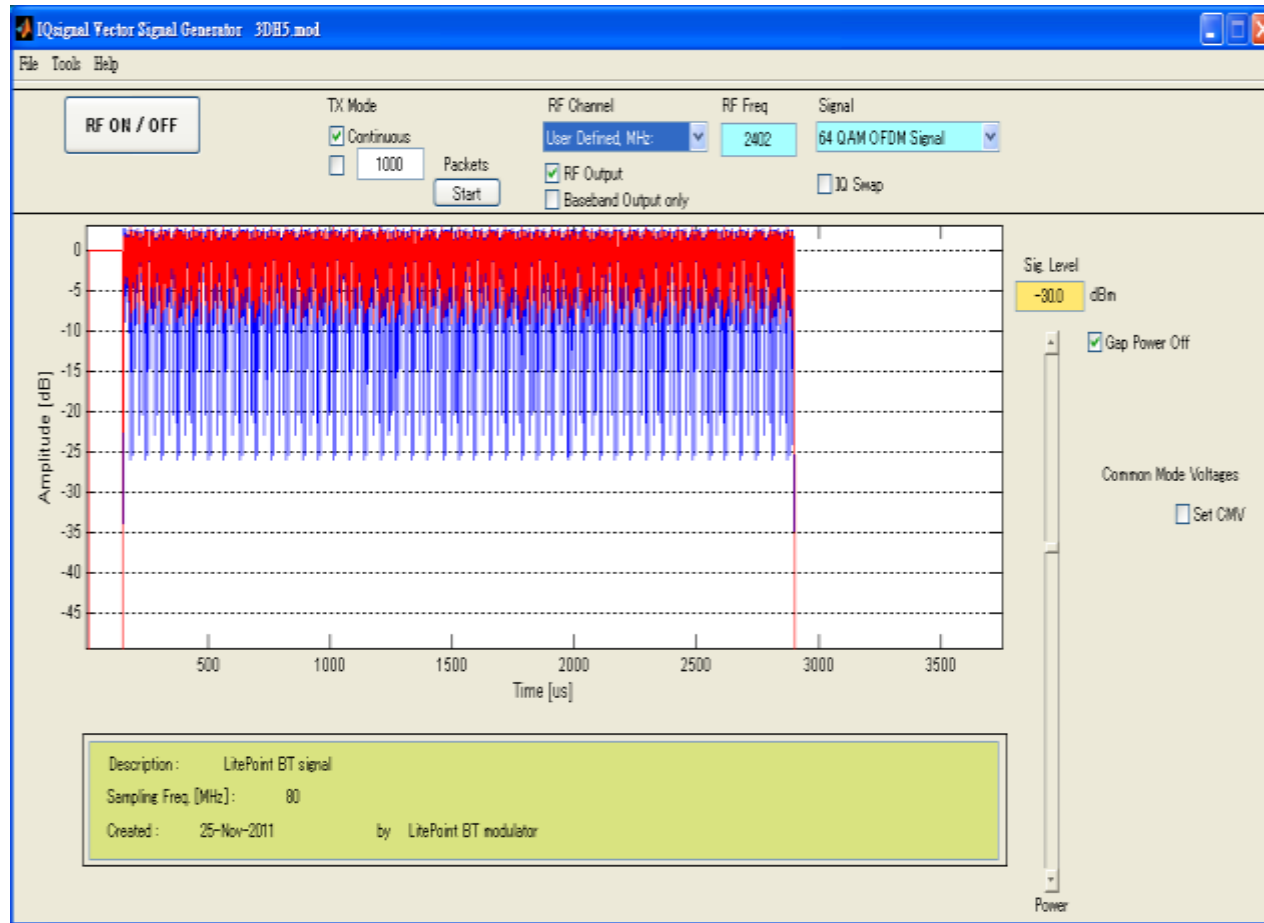 IQsignal Vector Signal Generator 3DH5.mod
File Tools Help
RF ON / OFF
TX Mode
Continuous
1000 Packets
Start
RF Channel
User Defined, MHz:
RF Output
Baseband Output only
RF Freq
2402
Signal
64 QAM OFDM Signal
IQ Swap
Amplitude [dB]
0
-5
-10
-15
-20
-25
-30
-35
-40
-45
500 1000 1500 2000 2500 3000 3500
Time [us]
Sig. Level
-30.0 dBm
Gap Power Off
Common Mode Voltages
Set CMV
Power
Description : LitePoint BT signal
Sampling Freq. [MHz] : 80
Created : 25-Nov-2011 by LitePoint BT modulator